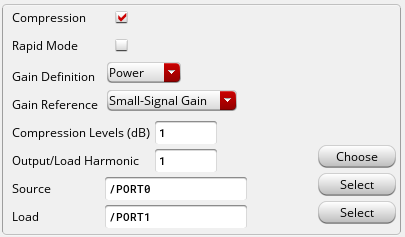 Compression
Rapid Mode
Gain Definition Power
Gain Reference Small-Signal Gain
Compression Levels (dB) 1
Output/Load Harmonic 1 Choose
Source /PORT0 Select
Load /PORT1 Select